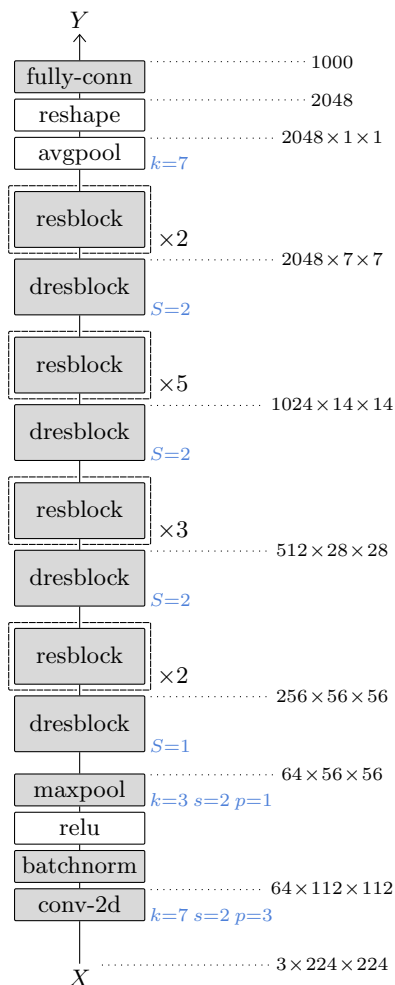 Y
fully-conn
1000
reshape
2048
avgpool
2048×1×1
k=7
resblock
×2
dresblock
2048×7×7
S=2
resblock
×5
dresblock
1024×14×14
S=2
resblock
×3
dresblock
512×28×28
S=2
resblock
×2
dresblock
256×56×56
S=1
maxpool
64×56×56
k=3 s=2 p=1
relu
batchnorm
conv-2d
64×112×112
k=7 s=2 p=3
X
3×224×224